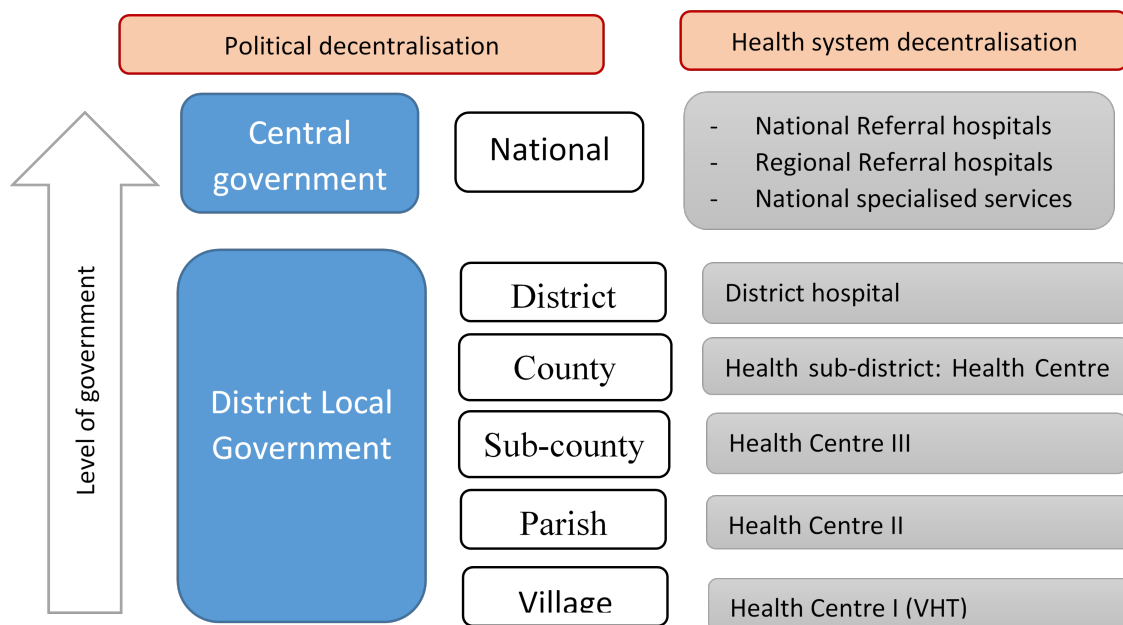 Political decentralisation
Health system decentralisation
Level of government
Central
government
National
- National Referral hospitals
- Regional Referral hospitals
- National specialised services
District Local
Government
District
District hospital
County
Health sub-district: Health Centre
Sub-county
Health Centre III
Parish
Health Centre II
Village
Health Centre I (VHT)